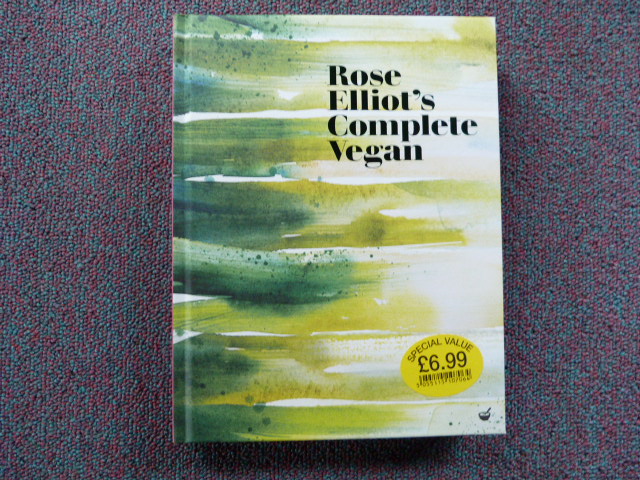 Rose
Elliot's
Complete
Vegan
SPECIAL VALUE
£6.99